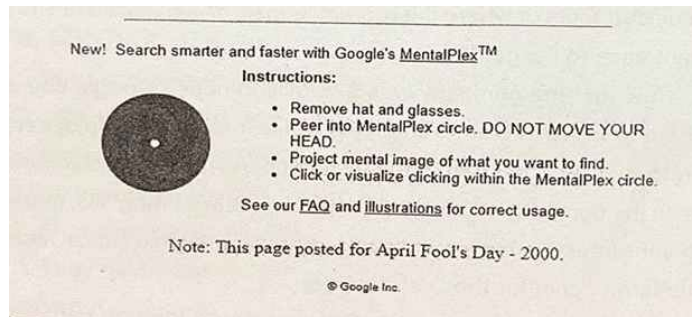 New! Search smarter and faster with Google's MentalPlex™
Instructions:
• Remove hat and glasses.
• Peer into MentalPlex circle. DO NOT MOVE YOUR
HEAD.
• Project mental image of what you want to find.
• Click or visualize clicking within the MentalPlex circle.
See our FAQ and illustrations for correct usage.
Note: This page posted for April Fool's Day - 2000.
© Google Inc.